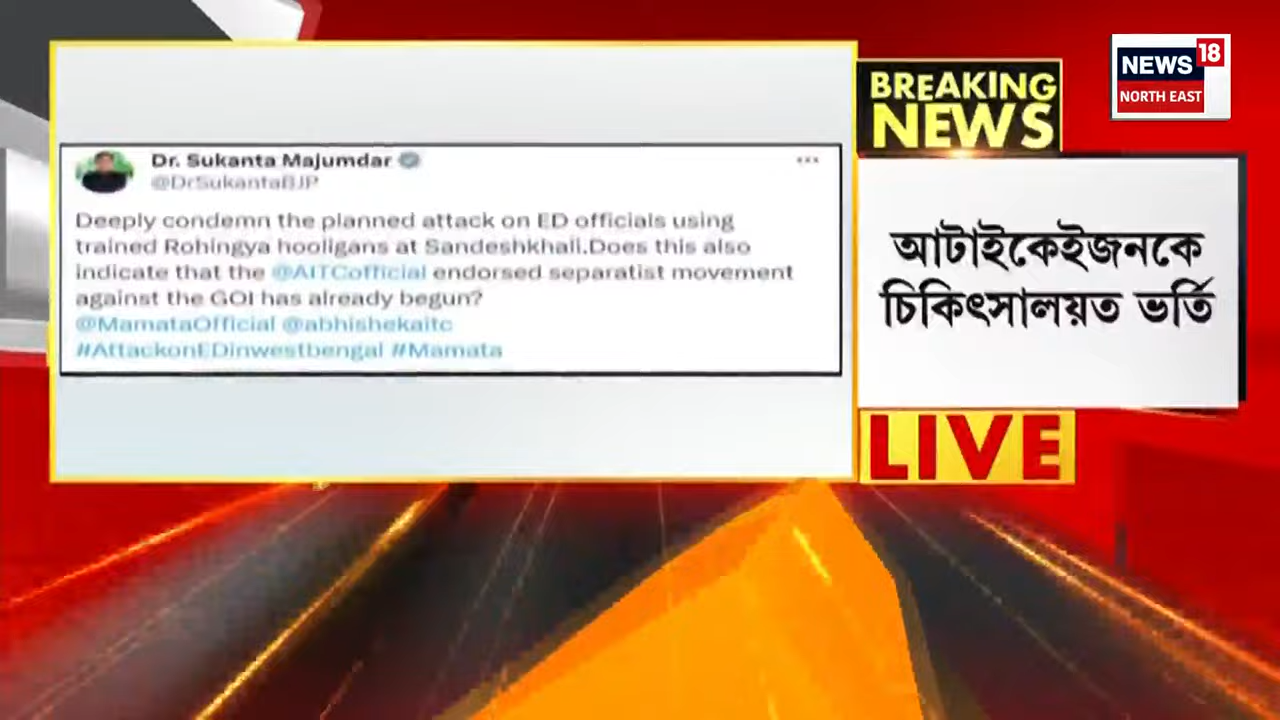 Dr. Sukanta Majumdar
@DrSukantaBJP
Deeply condemn the planned attack on ED officials using
trained Rohingya hooligans at Sandeshkhali.Does this also
indicate that the @AITCofficial endorsed separatist movement
against the GOI has already begun?
@MamataOfficial @abhishekaitc
#AttackonEDinwestbengal #Mamata
BREAKING
NEWS
আটাইকেইজনকে
চিকিৎসালয়ত ভৰ্তি
LIVE
NEWS 18
NORTH EAST